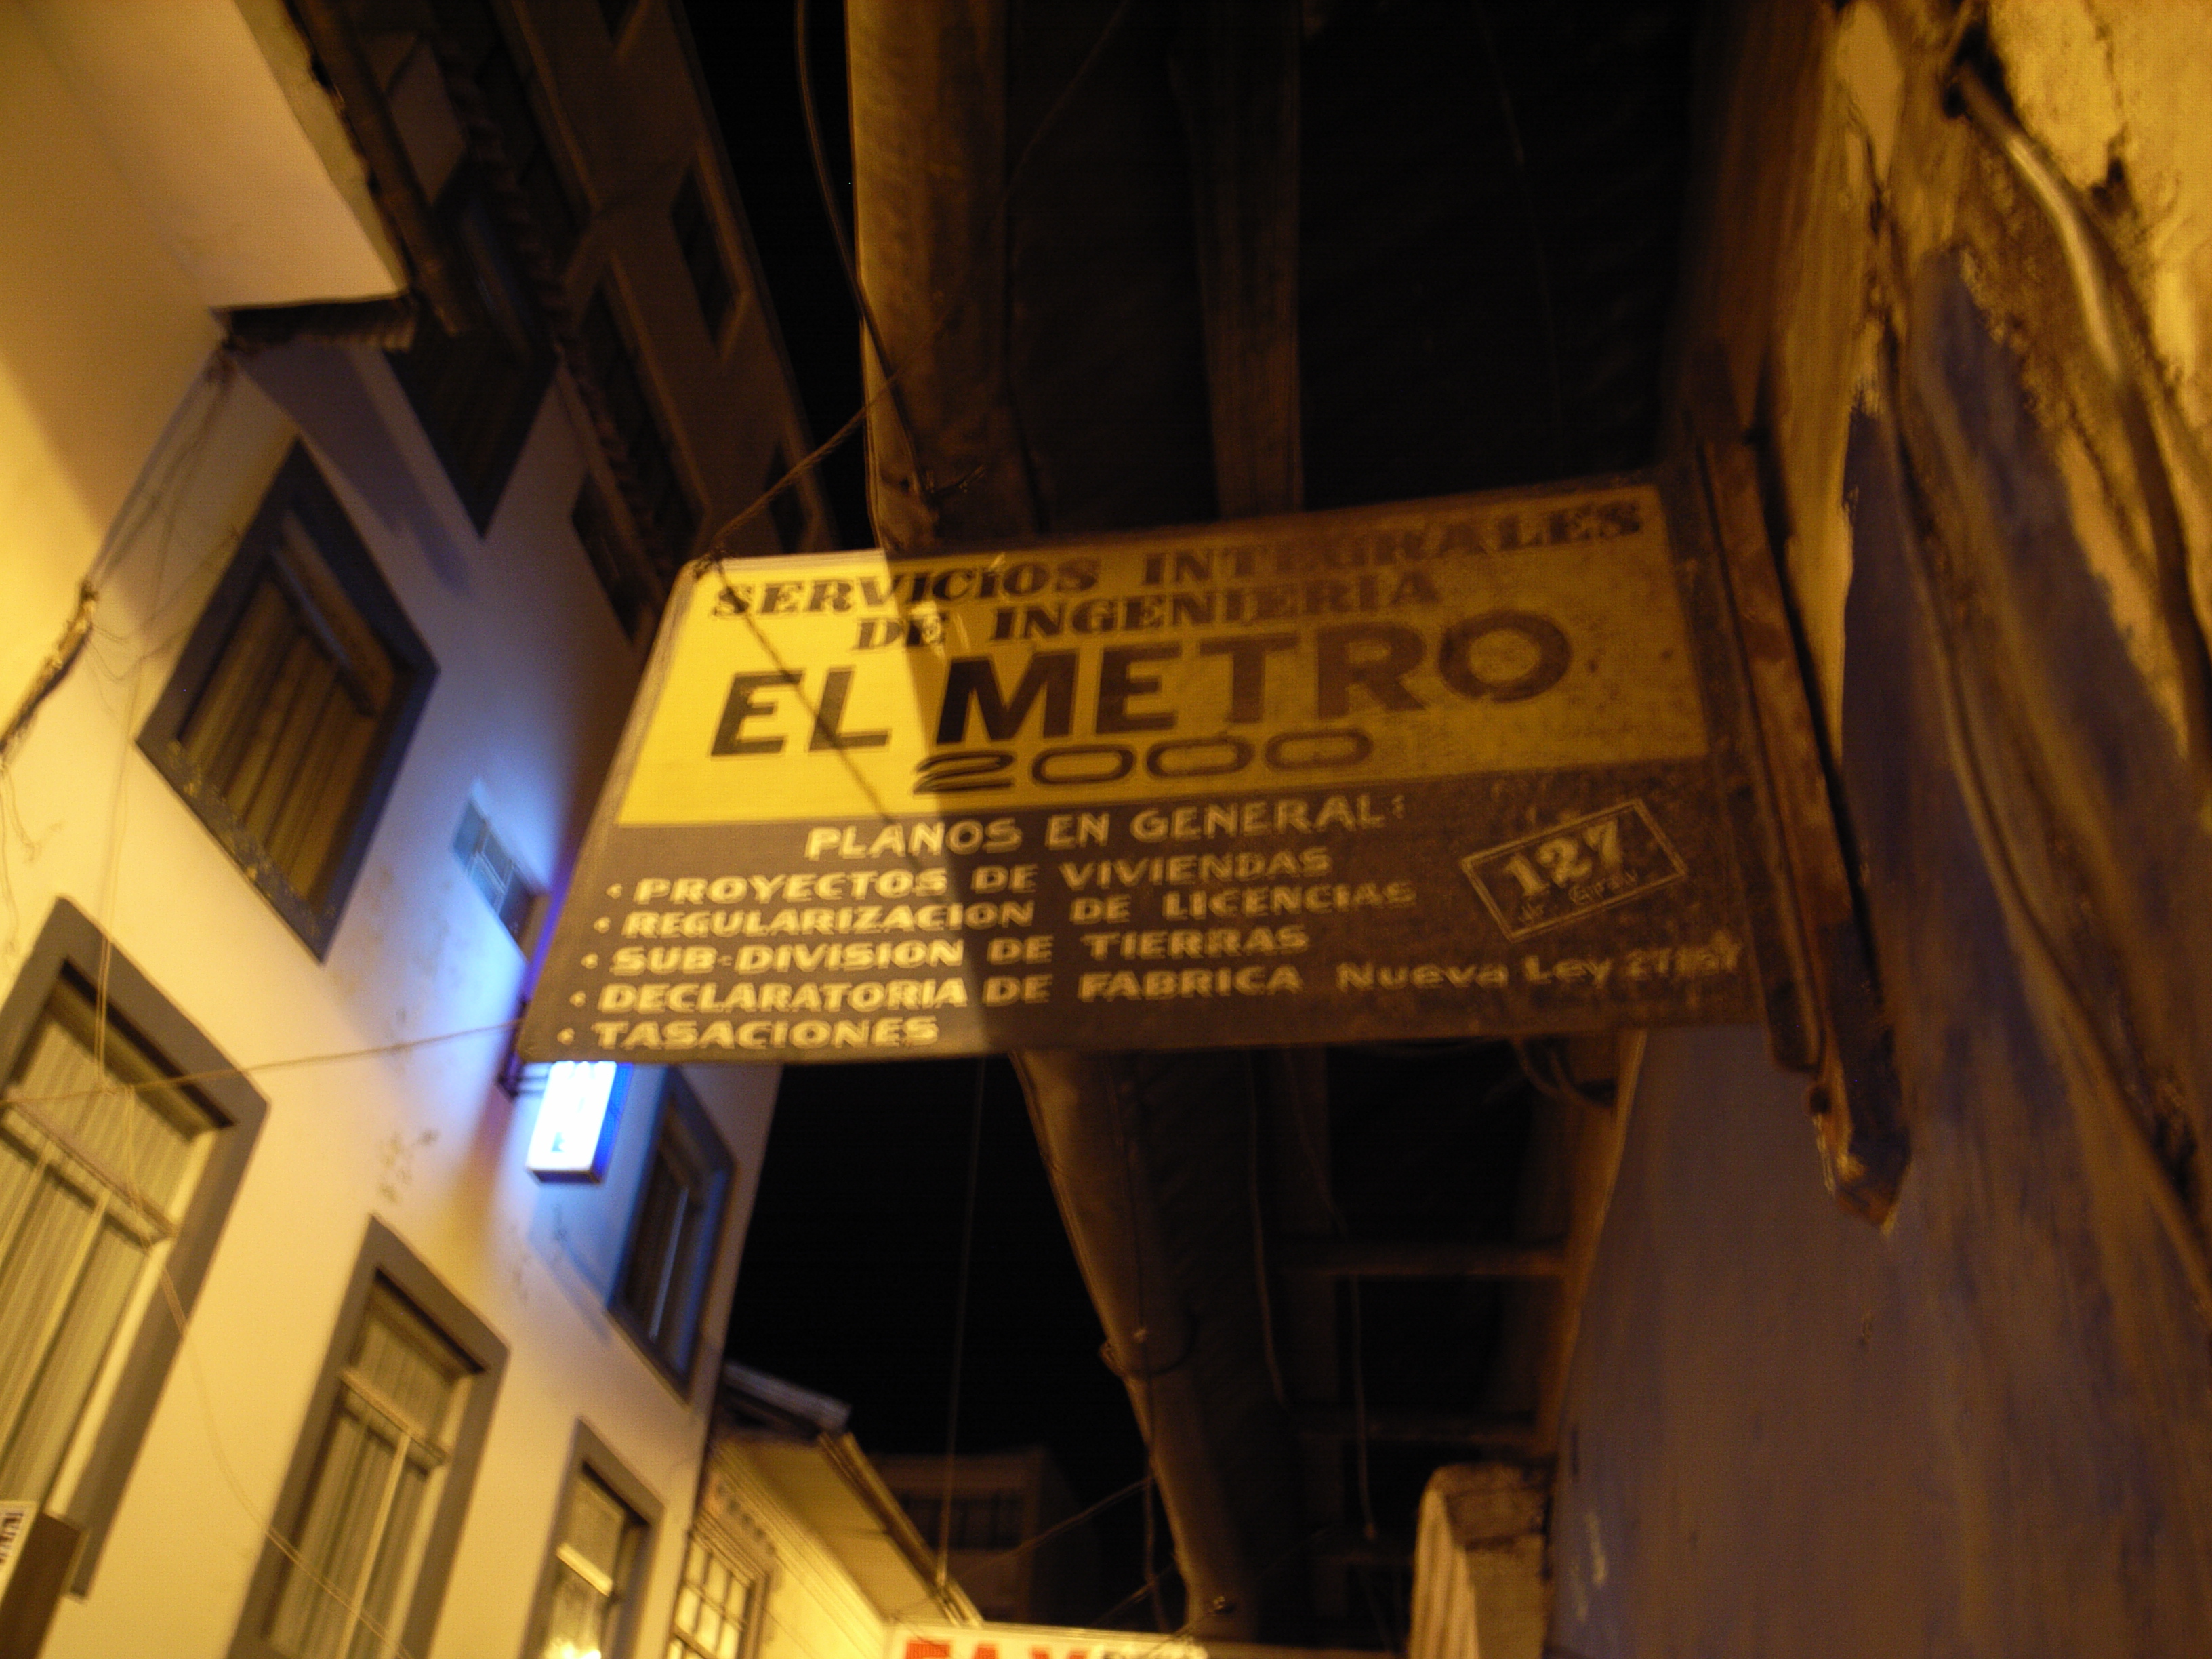 SERVICIOS INTEGRALES
DE INGENIERIA
EL METRO
2000
PLANOS EN GENERAL:
• PROYECTOS DE VIVIENDAS
• REGULARIZACION DE LICENCIAS
• SUB-DIVISION DE TIERRAS
• DECLARATORIA DE FABRICA Nueva Ley
• TASACIONES
127